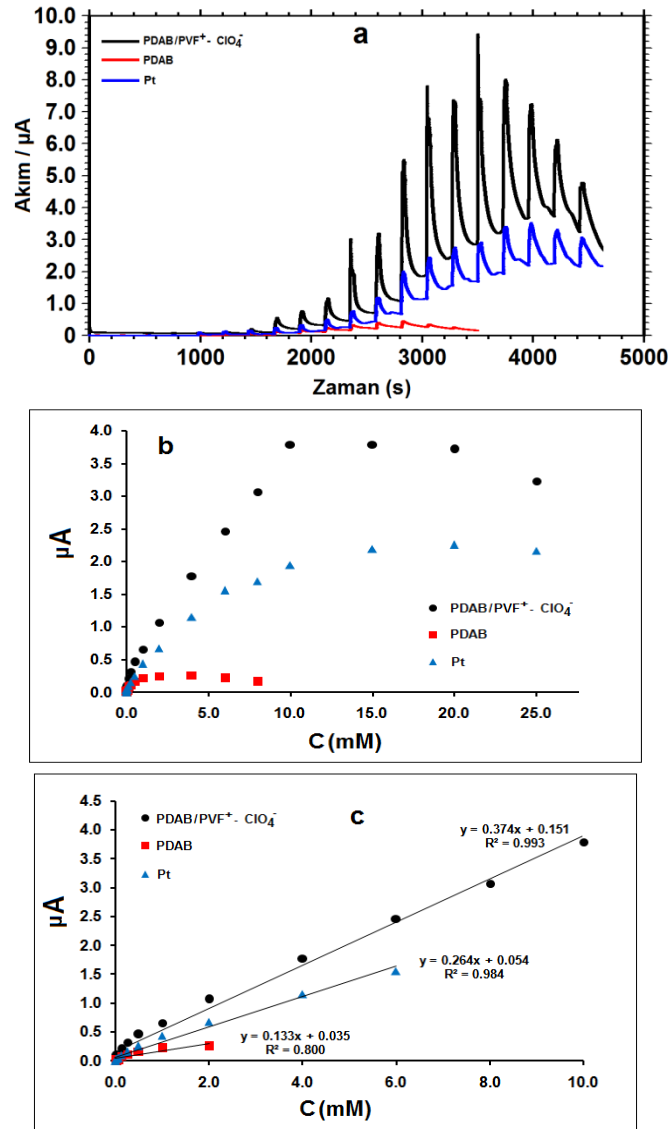 a
PDAB/PVF⁺- ClO₄⁻
PDAB
Pt
Akım / µA
10.0
9.0
8.0
7.0
6.0
5.0
4.0
3.0
2.0
1.0
0
0 1000 2000 3000 4000 5000
Zaman (s)
b
µA
4.0
3.5
3.0
2.5
2.0
1.5
1.0
0.5
0.0
PDAB/PVF⁺- ClO₄⁻
PDAB
Pt
0.0 5.0 10.0 15.0 20.0 25.0
C (mM)
c
µA
4.5
4.0
3.5
3.0
2.5
2.0
1.5
1.0
0.5
0.0
PDAB/PVF⁺- ClO₄⁻
PDAB
Pt
y = 0.374x + 0.151
R² = 0.993
y = 0.264x + 0.054
R² = 0.984
y = 0.133x + 0.035
R² = 0.800
0.0 2.0 4.0 6.0 8.0 10.0
C (mM)